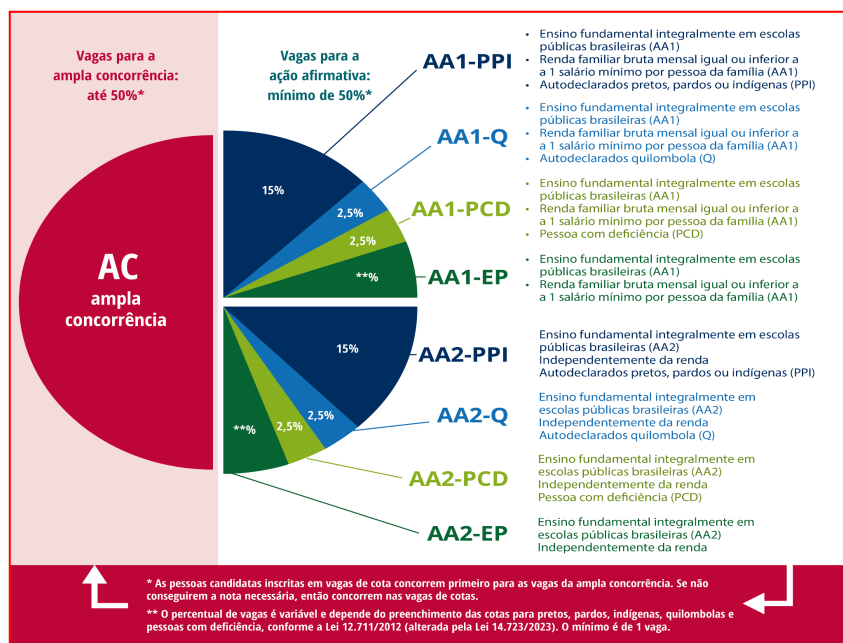 Vagas para a
ampla concorrência:
até 50%*
Vagas para a
ação afirmativa:
mínimo de 50%*
AC
ampla
concorrência
15%
2,5%
2,5%
**%
15%
2,5%
2,5%
**%
AA1-PPI
• Ensino fundamental integralmente em escolas
públicas brasileiras (AA1)
• Renda familiar bruta mensal igual ou inferior a
a 1 salário mínimo por pessoa da família (AA1)
• Autodeclarados pretos, pardos ou indígenas (PPI)
AA1-Q
• Ensino fundamental integralmente em escolas
públicas brasileiras (AA1)
• Renda familiar bruta mensal igual ou inferior a
a 1 salário mínimo por pessoa da família (AA1)
• Autodeclarados quilombola (Q)
AA1-PCD
• Ensino fundamental integralmente em escolas
públicas brasileiras (AA1)
• Renda familiar bruta mensal igual ou inferior a
a 1 salário mínimo por pessoa da família (AA1)
• Pessoa com deficiência (PCD)
AA1-EP
• Ensino fundamental integralmente em escolas
públicas brasileiras (AA1)
• Renda familiar bruta mensal igual ou inferior a
a 1 salário mínimo por pessoa da família (AA1)
AA2-PPI
Ensino fundamental integralmente em escolas
públicas brasileiras (AA2)
Independentemente da renda
Autodeclarados pretos, pardos ou indígenas (PPI)
AA2-Q
Ensino fundamental integralmente em
escolas públicas brasileiras (AA2)
Independentemente da renda
Autodeclarados quilombola (Q)
AA2-PCD
Ensino fundamental integralmente em
escolas públicas brasileiras (AA2)
Independentemente da renda
Pessoa com deficiência (PCD)
AA2-EP
Ensino fundamental integralmente em
escolas públicas brasileiras (AA2)
Independentemente da renda
* As pessoas candidatas inscritas em vagas de cota concorrem primeiro para as vagas da ampla concorrência. Se não
conseguirem a nota necessária, então concorrem nas vagas de cotas.
** O percentual de vagas é variável e depende do preenchimento das cotas para pretos, pardos, indígenas, quilombolas e
pessoas com deficiência, conforme a Lei 12.711/2012 (alterada pela Lei 14.723/2023). O mínimo é de 1 vaga.